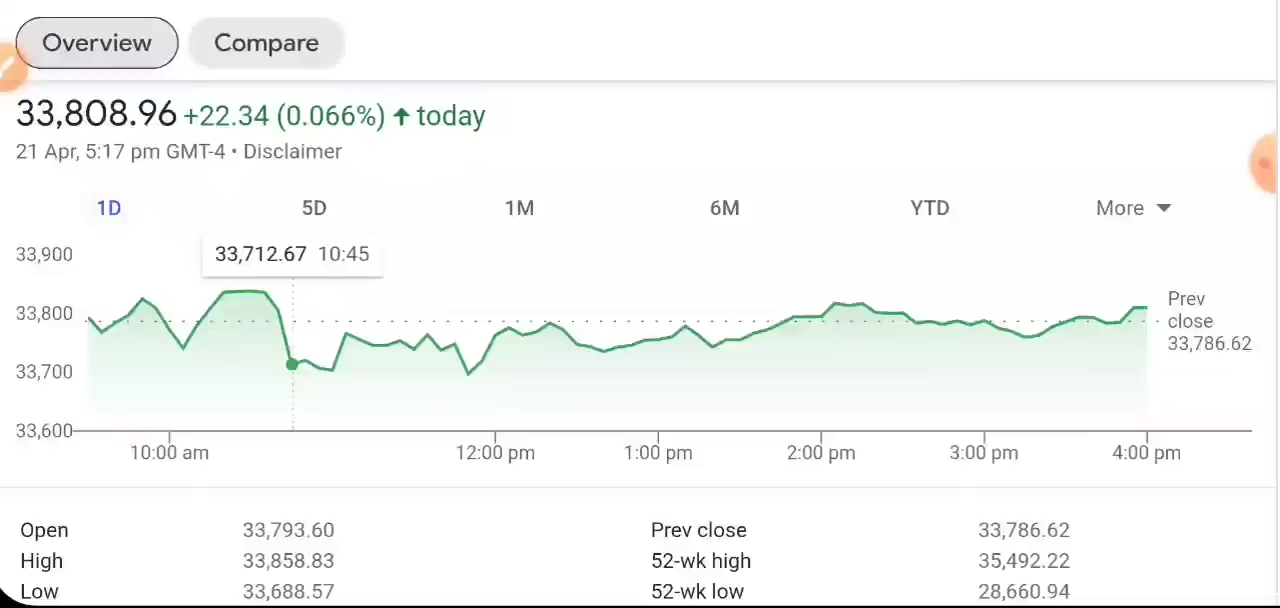 Overview Compare
33,808.96 +22.34 (0.066%) ↑ today
21 Apr, 5:17 pm GMT-4 • Disclaimer
1D 5D 1M 6M YTD More
33,712.67 10:45
33,900
33,800
33,700
33,600
Prev
close
33,786.62
10:00 am 12:00 pm 1:00 pm 2:00 pm 3:00 pm 4:00 pm
Open 33,793.60 Prev close 33,786.62
High 33,858.83 52-wk high 35,492.22
Low 33,688.57 52-wk low 28,660.94